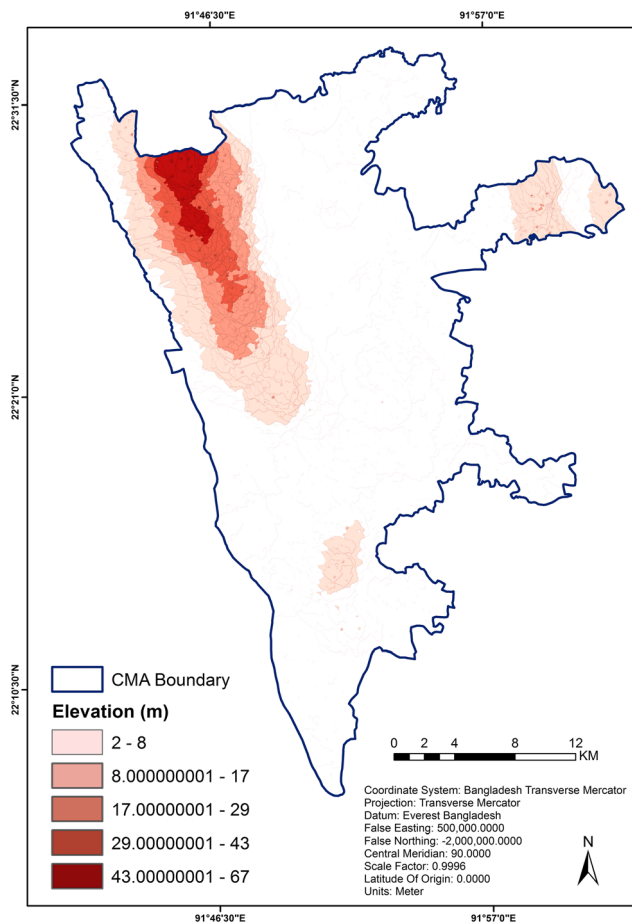 91°46'30"E
91°57'0"E
22°31'30"N
22°21'0"N
22°10'30"N
CMA Boundary
Elevation (m)
2 - 8
8.000000001 - 17
17.00000001 - 29
29.00000001 - 43
43.00000001 - 67
0 2 4 8 12
KM
Coordinate System: Bangladesh Transverse Mercator
Projection: Transverse Mercator
Datum: Everest Bangladesh
False Easting: 500,000.0000
False Northing: -2,000,000.0000
Central Meridian: 90.0000
Scale Factor: 0.9996
Latitude Of Origin: 0.0000
Units: Meter
N
91°46'30"E
91°57'0"E